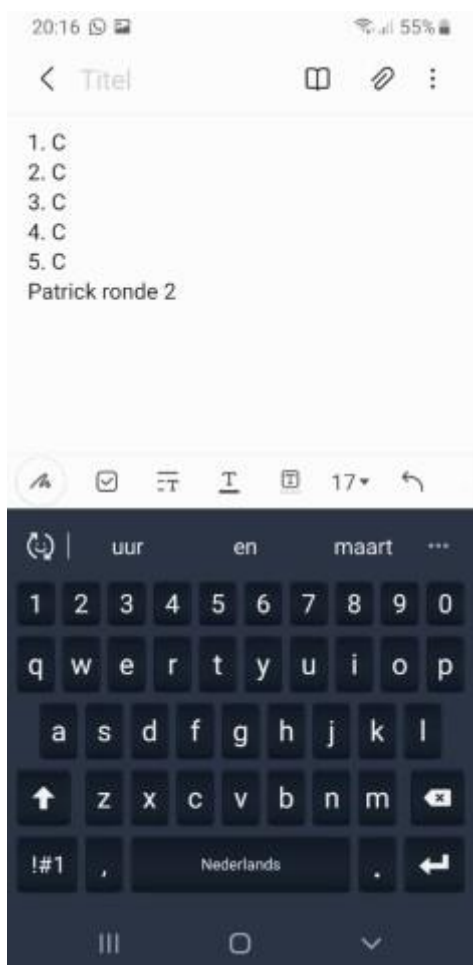 20:16 55%
Titel
1. C
2. C
3. C
4. C
5. C
Patrick ronde 2
T T T 17
uur en maart ...
1 2 3 4 5 6 7 8 9 0
q w e r t y u i o p
a s d f g h j k l
z x c v b n m
!#1 , Nederlands .